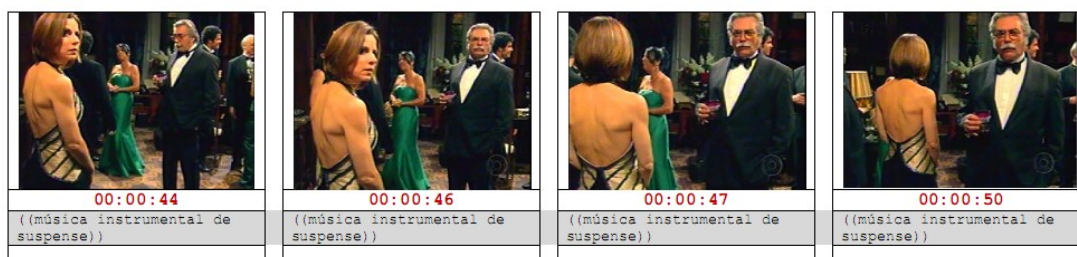 00:00:44
((música instrumental de
suspense))
00:00:46
((música instrumental de
suspense))
00:00:47
((música instrumental de
suspense))
00:00:50
((música instrumental de
suspense))